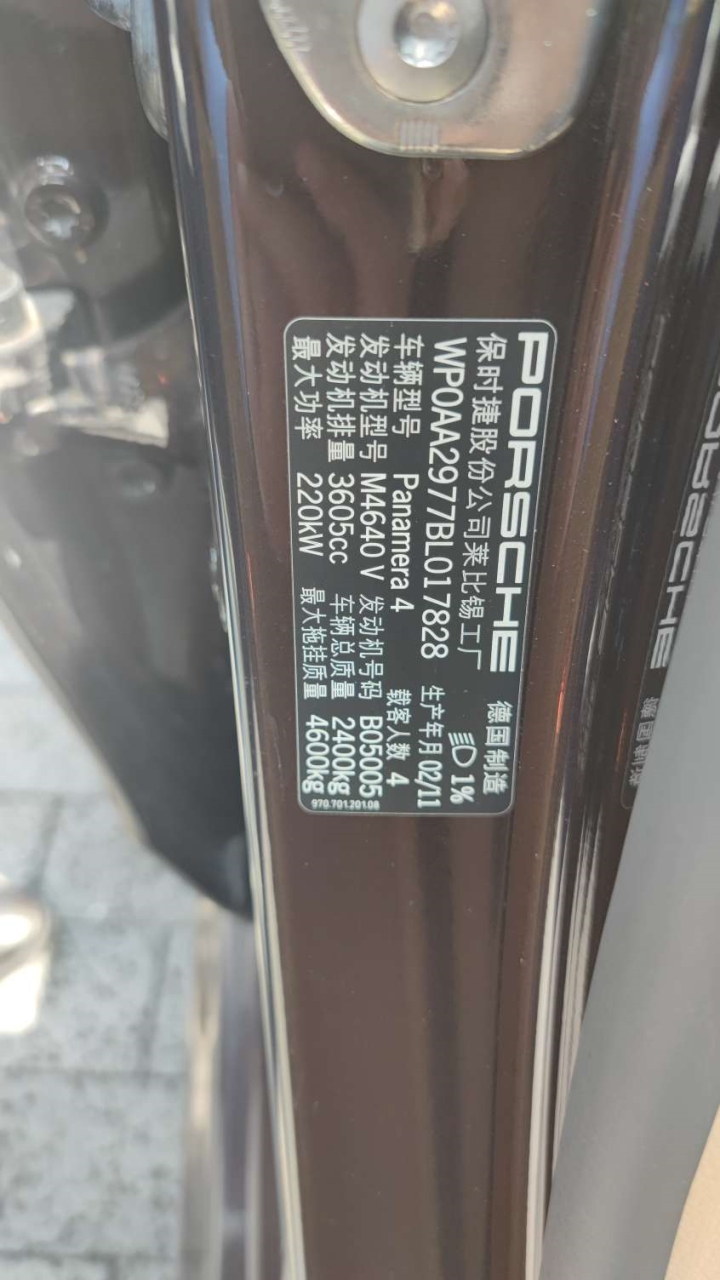 PORSCHE 德国制造
保时捷股份公司莱比锡工厂 1%
WP0AA2977BL017828 生产年月 02/11
车辆型号 Panamera 4 载客人数 4
发动机型号 M4640 V 发动机号码 B05005
发动机排量 3605cc 车辆总质量 2400kg
最大功率 220kW 最大拖挂质量 4600kg
970.701.201.08